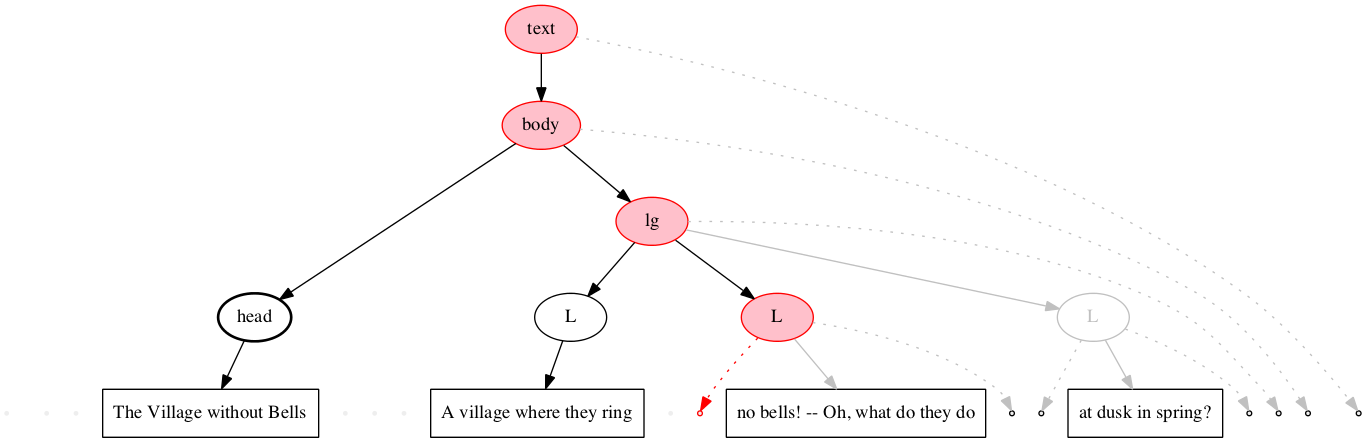 text
body
lg
head
L
L
L
The Village without Bells
A village where they ring
no bells! -- Oh, what do they do
at dusk in spring?